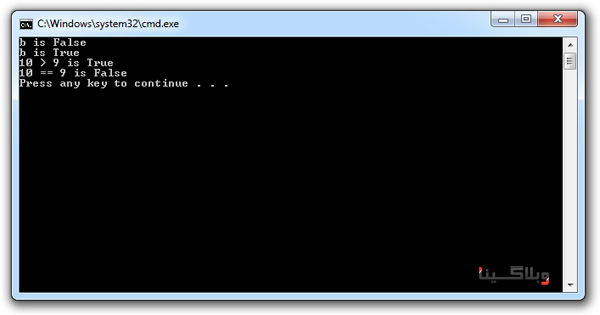 C:\Windows\system32\cmd.exe
b is False
b is True
10 > 9 is True
10 == 9 is False
Press any key to continue . . .
وبلاگـینا